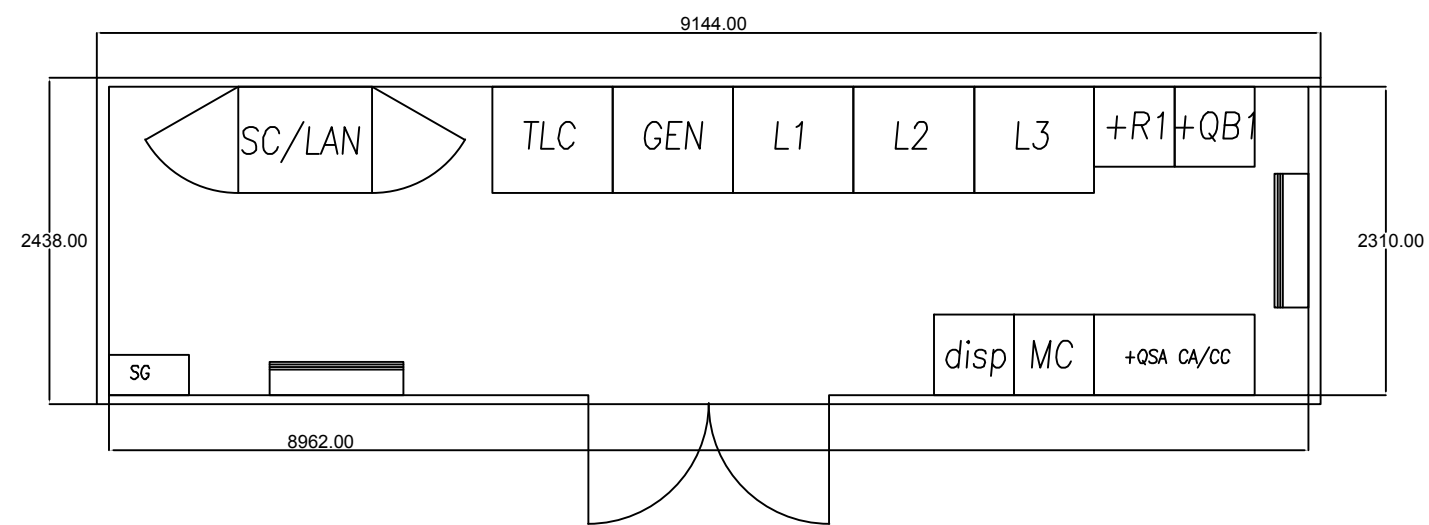 9144.00
SC/LAN
TLC
GEN
L1
L2
L3
+R1
+QB1
2438.00
2310.00
SG
disp
MC
+QSA CA/CC
8962.00